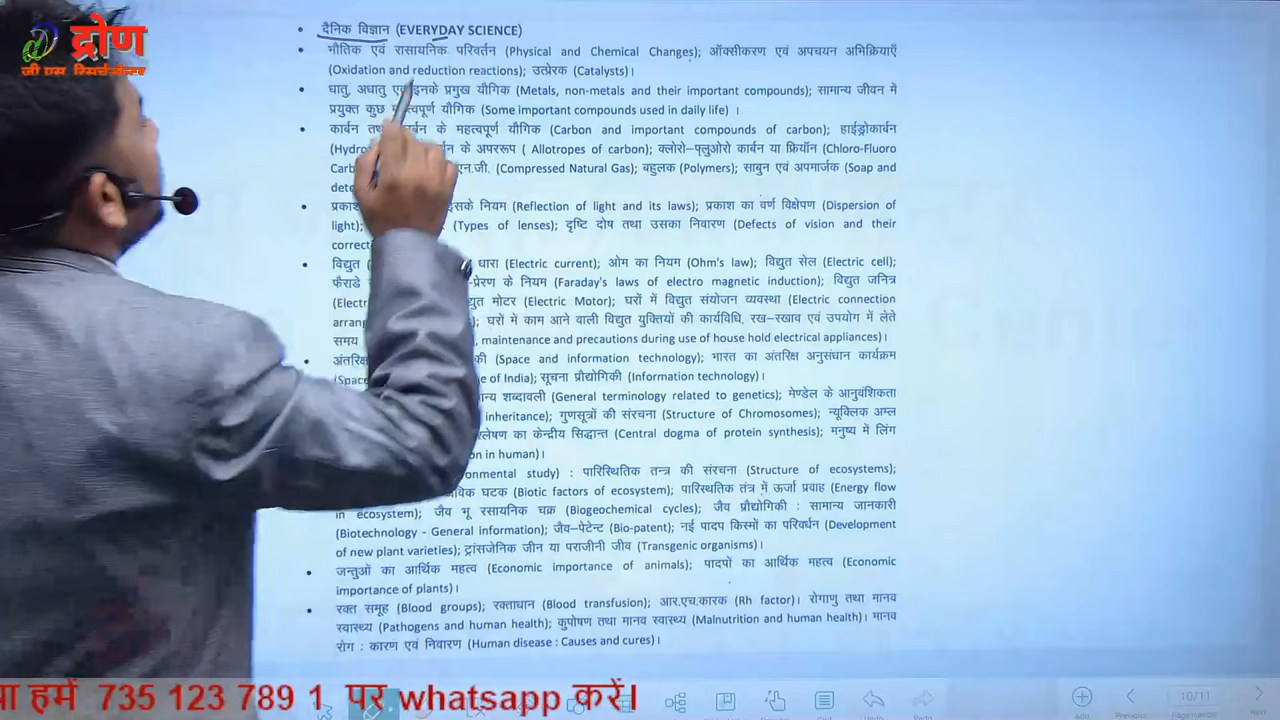 द्रोण
जी.एस. रिसर्च सेन्टर
• दैनिक विज्ञान (EVERYDAY SCIENCE)
• भौतिक एवं रासायनिक परिवर्तन (Physical and Chemical Changes); ऑक्सीकरण एवं अपचयन अभिक्रियाएँ
(Oxidation and reduction reactions); उत्प्रेरक (Catalysts)।
• धातु, अधातु इनके प्रमुख यौगिक (Metals, non-metals and their important compounds); सामान्य जीवन में
प्रयुक्त कुछ यौगिक (Some important compounds used in daily life) ।
• कार्बन के महत्वपूर्ण यौगिक (Carbon and important compounds of carbon); हाईड्रोकार्बन
के अपररूप ( Allotropes of carbon); क्लोरो-फ्लुओरो कार्बन या फ्रियॉन (Chloro-Fluoro
(Compressed Natural Gas); बहुलक (Polymers); साबुन एवं अपमार्जक (Soap and
• नियम (Reflection of light and its laws); प्रकाश का वर्ण विक्षेपण (Dispersion of
light); (Types of lenses); दृष्टि दोष तथा उसका निवारण (Defects of vision and their
• विद्युत धारा (Electric current); ओम का नियम (Ohm's law); विद्युत सेल (Electric cell);
फैराडे के नियम (Faraday's laws of electro magnetic induction); विद्युत जनित्र
मोटर (Electric Motor); घरों में विद्युत संयोजन व्यवस्था (Electric connection
घरों में काम आने वाली विद्युत युक्तियों की कार्यविधि, रख-रखाव एवं उपयोग में लेते
समय maintenance and precautions during use of house hold electrical appliances)।
• अंतरिक्ष की (Space and information technology); भारत का अंतरिक्ष अनुसंधान कार्यक्रम
of India); सूचना प्रौद्योगिकी (Information technology)।
शब्दावली (General terminology related to genetics); मेण्डेल के आनुवंशिकता
inheritance); गुणसूत्रों की संरचना (Structure of Chromosomes); न्यूक्लिक अम्ल
का केन्द्रीय सिद्धान्त (Central dogma of protein synthesis); मनुष्य में लिंग
in human)।
study) : पारिस्थितिक तन्त्र की संरचना (Structure of ecosystems);
घटक (Biotic factors of ecosystem); पारिस्थतिक तंत्र में ऊर्जा प्रवाह (Energy flow
in ecosystem); जैव भू रसायनिक चक्र (Biogeochemical cycles); जैव प्रौद्योगिकी : सामान्य जानकारी
(Biotechnology - General information); जैव-पेटेन्ट (Bio-patent); नई पादप किस्मों का परिवर्धन (Development
of new plant varieties); ट्रांसजेनिक जीन या पराजीनी जीव (Transgenic organisms)।
• जन्तुओं का आर्थिक महत्व (Economic importance of animals); पादपों का आर्थिक महत्व (Economic
importance of plants)।
• रक्त समूह (Blood groups); रक्ताधान (Blood transfusion); आर.एच.कारक (Rh factor)। रोगाणु तथा मानव
स्वास्थ्य (Pathogens and human health); कुपोषण तथा मानव स्वास्थ्य (Malnutrition and human health)। मानव
रोग : कारण एवं निवारण (Human disease : Causes and cures)।
हमें 735 123 789 1 पर whatsapp करें।
10/11